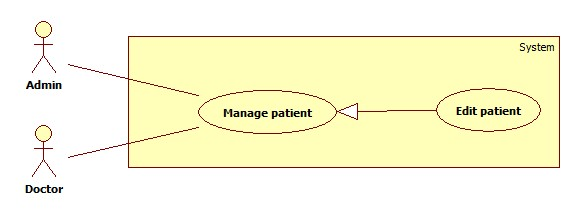 System
Admin
Manage patient
Edit patient
Doctor